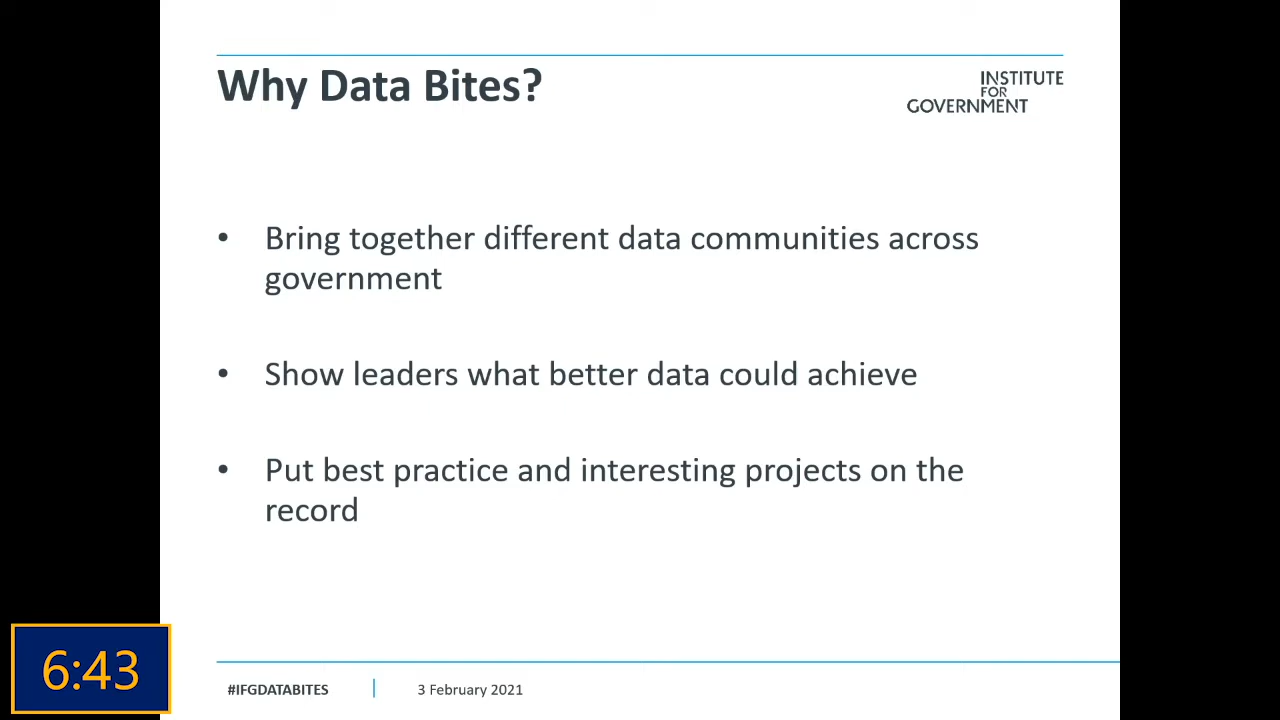 Why Data Bites?
INSTITUTE
FOR
GOVERNMENT
• Bring together different data communities across
government
• Show leaders what better data could achieve
• Put best practice and interesting projects on the
record
6:43
#IFGDATABITES
3 February 2021